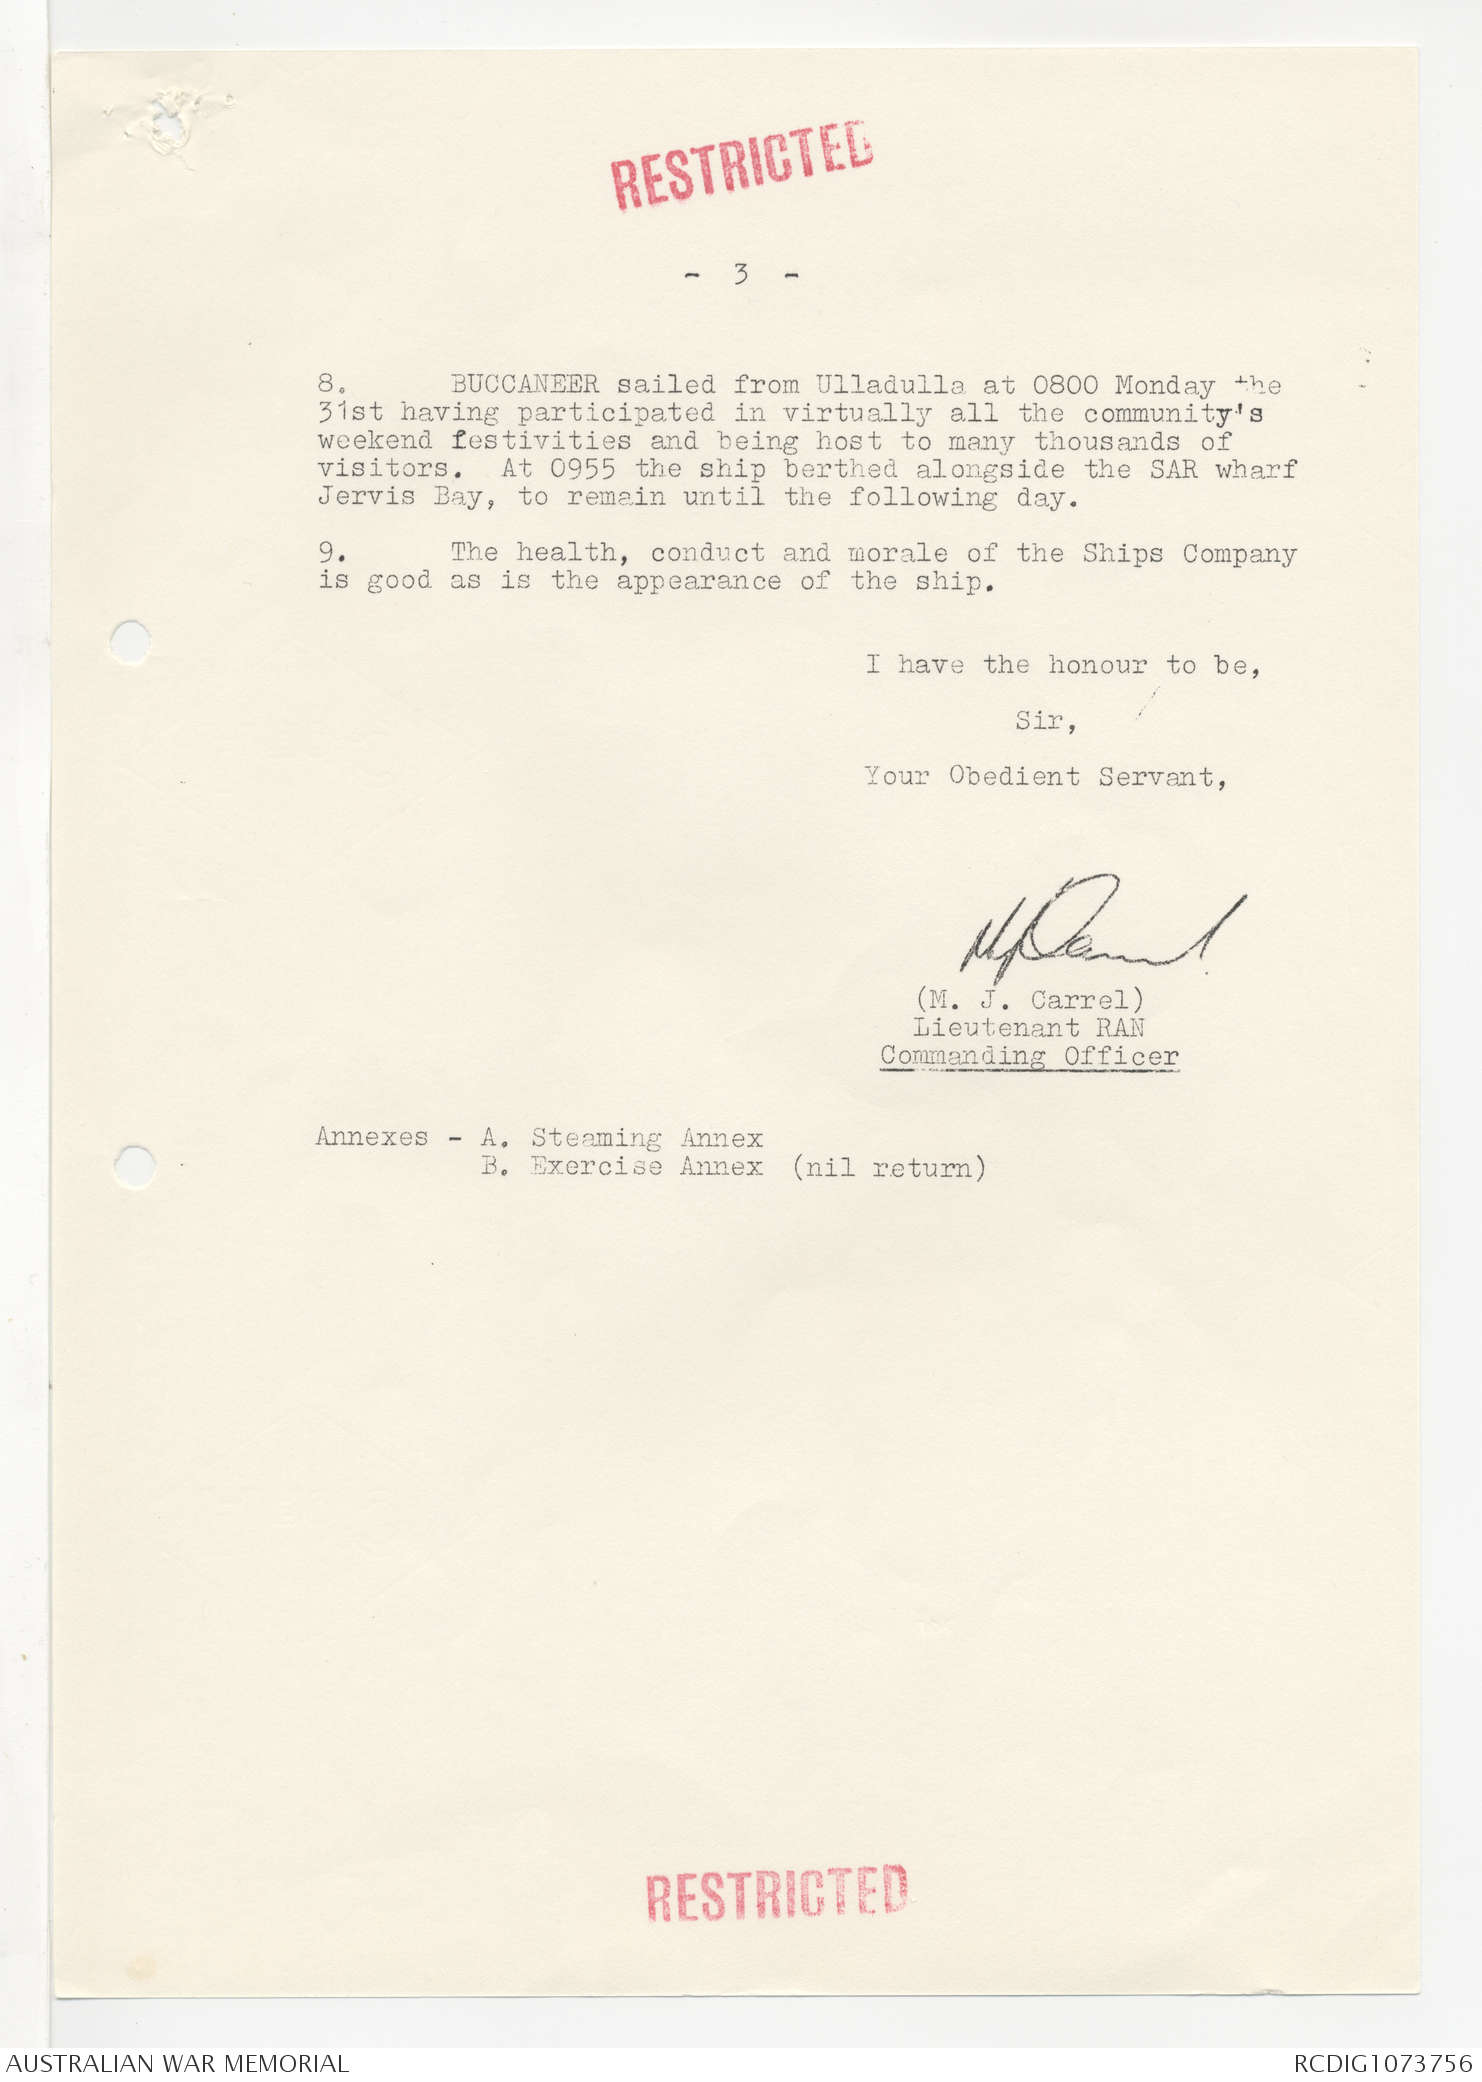 RESTRICTED
- 3 -
8. BUCCANEER sailed from Ulladulla at 0800 Monday the
31st having participated in virtually all the community's
weekend festivities and being host to many thousands of
visitors. At 0955 the ship berthed alongside the SAR wharf
Jervis Bay, to remain until the following day.
9. The health, conduct and morale of the Ships Company
is good as is the appearance of the ship.
I have the honour to be,
Sir,
Your Obedient Servant,
(M. J. Carrel)
Lieutenant RAN
Commanding Officer
Annexes - A. Steaming Annex
B. Exercise Annex (nil return)
RESTRICTED
AUSTRALIAN WAR MEMORIAL
RCDIG1073756